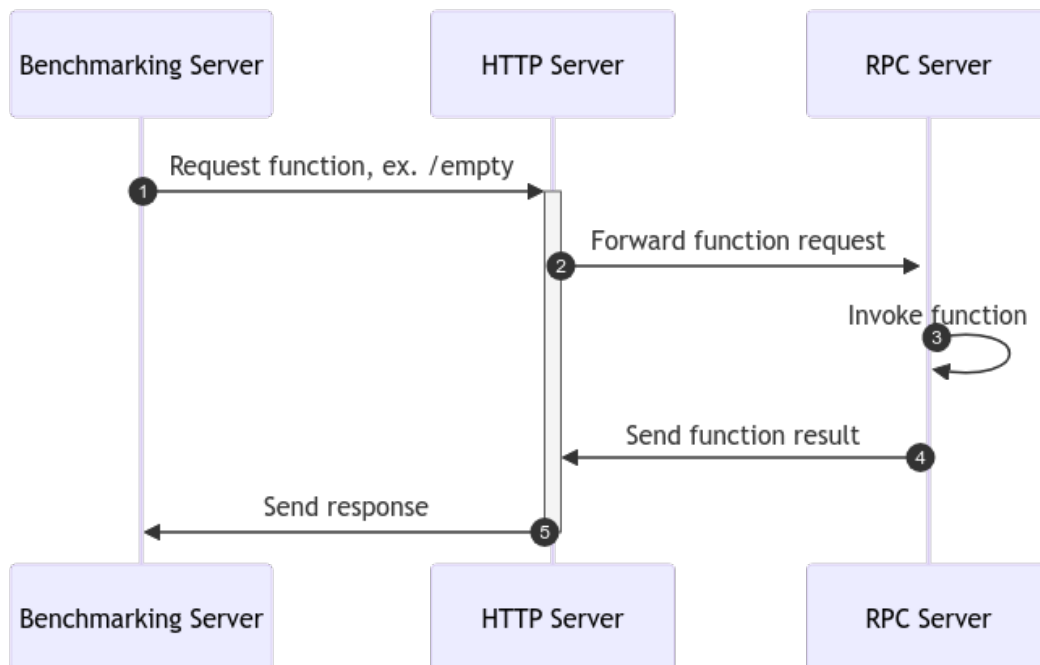 Benchmarking Server
HTTP Server
RPC Server
Request function, ex. /empty
1
Forward function request
2
Invoke function
3
Send function result
4
Send response
5
Benchmarking Server
HTTP Server
RPC Server